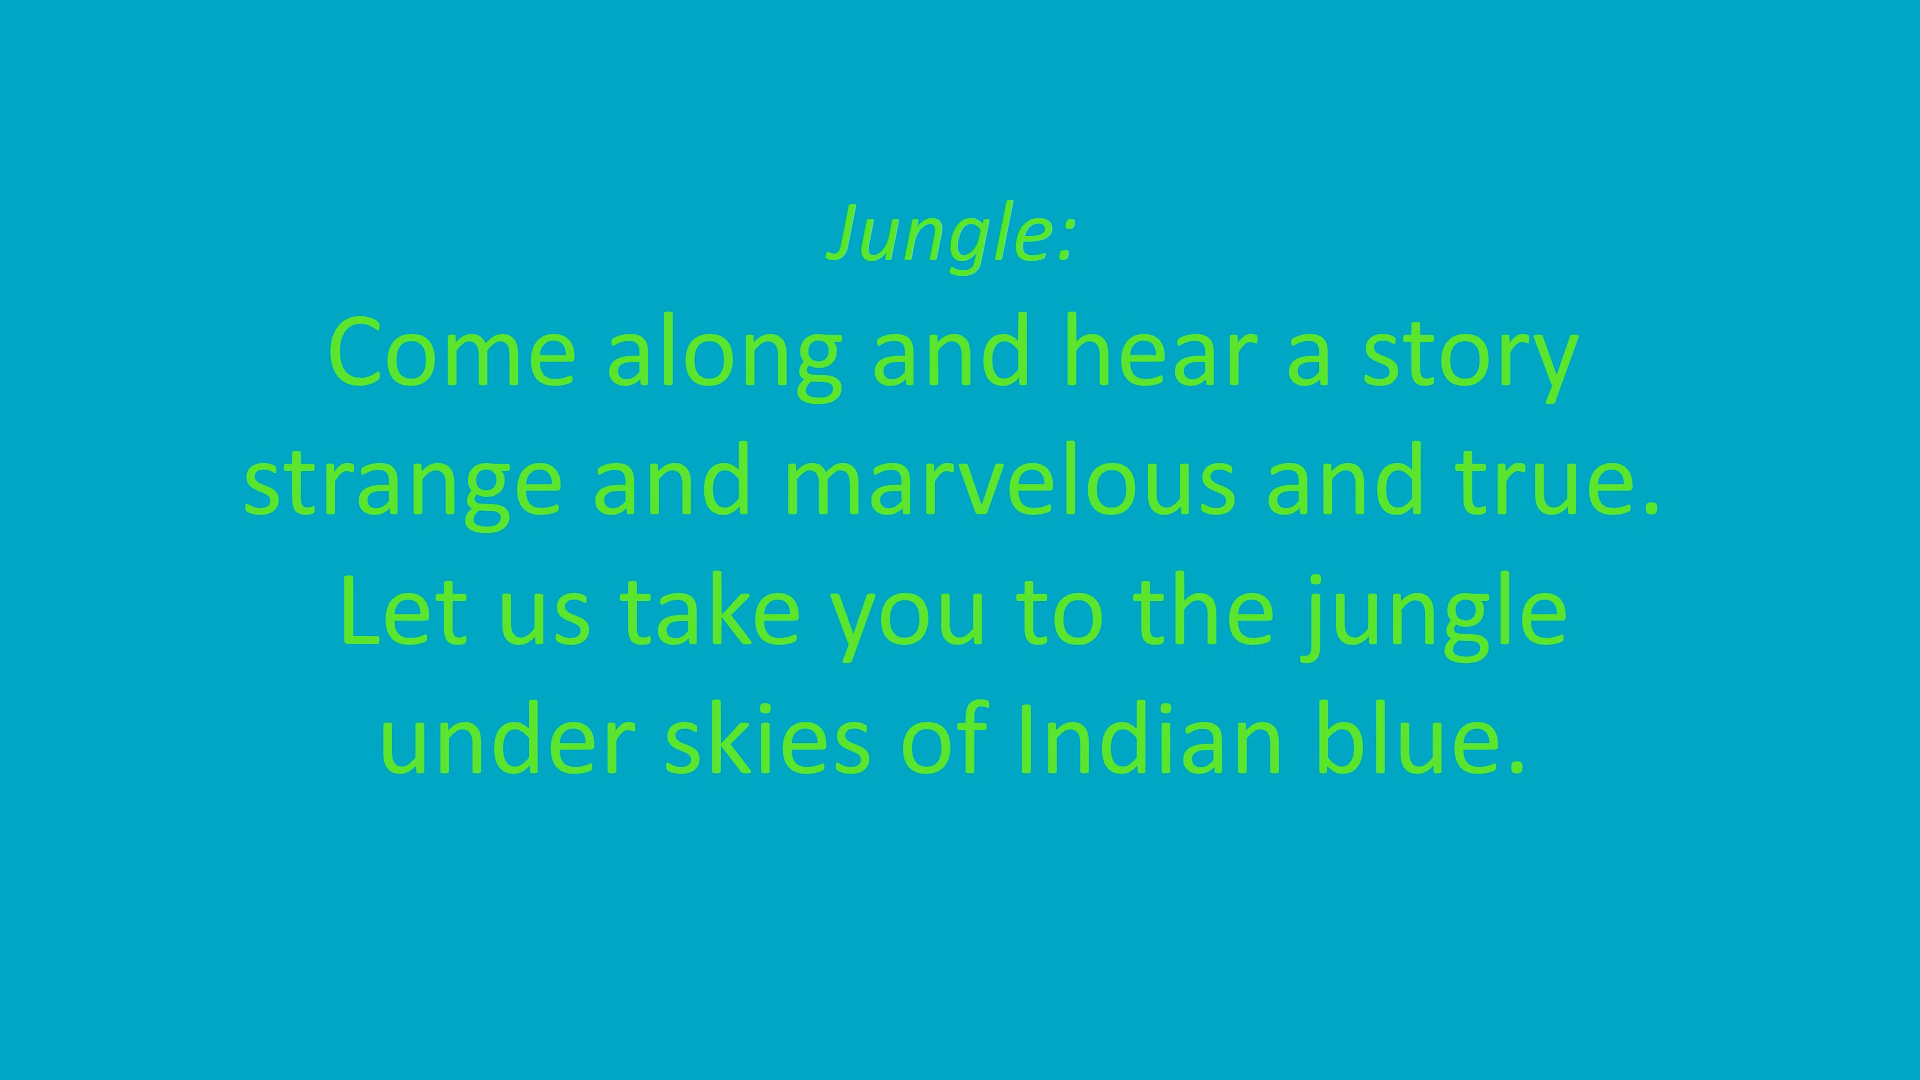 Jungle:
Come along and hear a story
strange and marvelous and true.
Let us take you to the jungle
under skies of Indian blue.